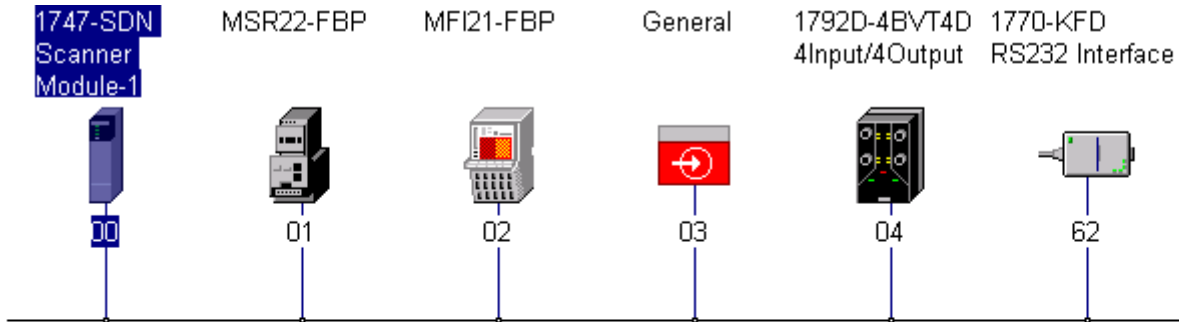 1747-SDN
Scanner
Module-1
MSR22-FBP
MFI21-FBP
General
1792D-4BVT4D
4Input/4Output
1770-KFD
RS232 Interface
00
01
02
03
04
62